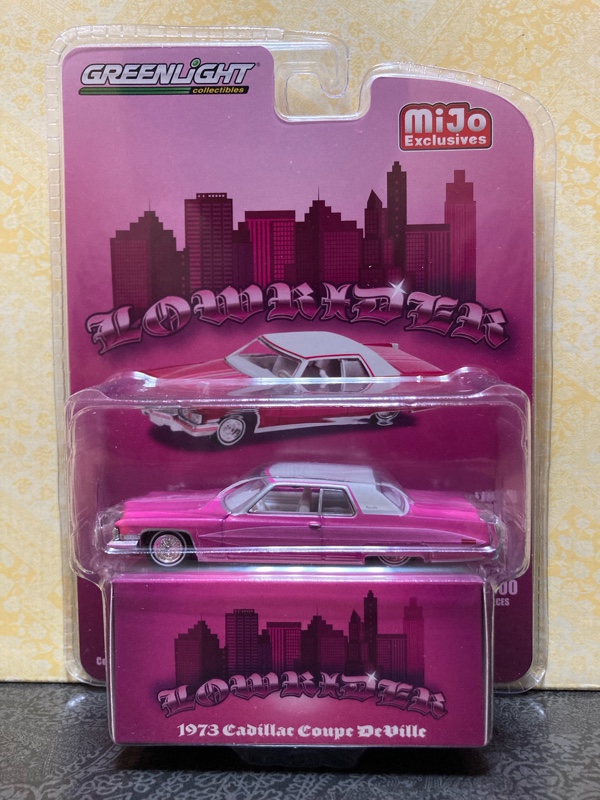 GREENLIGHT
collectibles
MiJo
Exclusives
LOWRIDER
LOWRIDER
1973 Cadillac Coupe DeVille